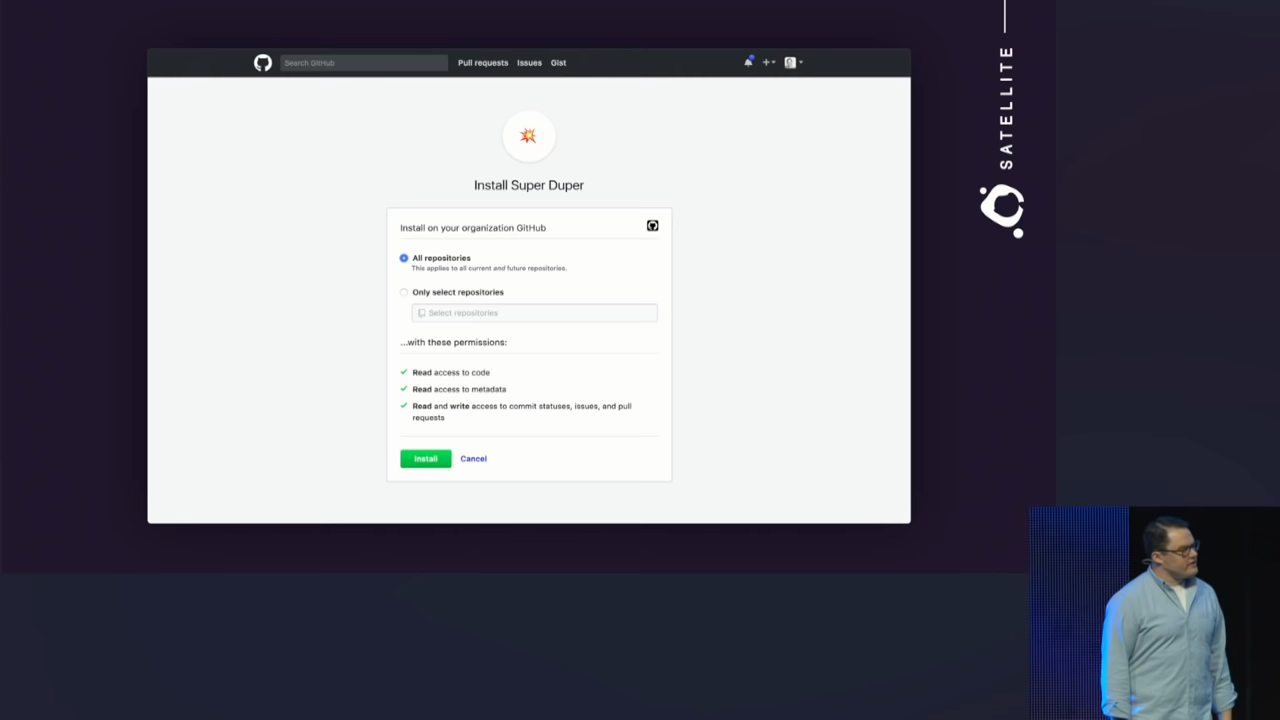 Search GitHub
Pull requests
Issues
Gist
Install Super Duper
Install on your organization GitHub
All repositories
This applies to all current and future repositories.
Only select repositories
Select repositories
...with these permissions:
Read access to code
Read access to metadata
Read and write access to commit statuses, issues, and pull
requests
Install
Cancel
SATELLITE